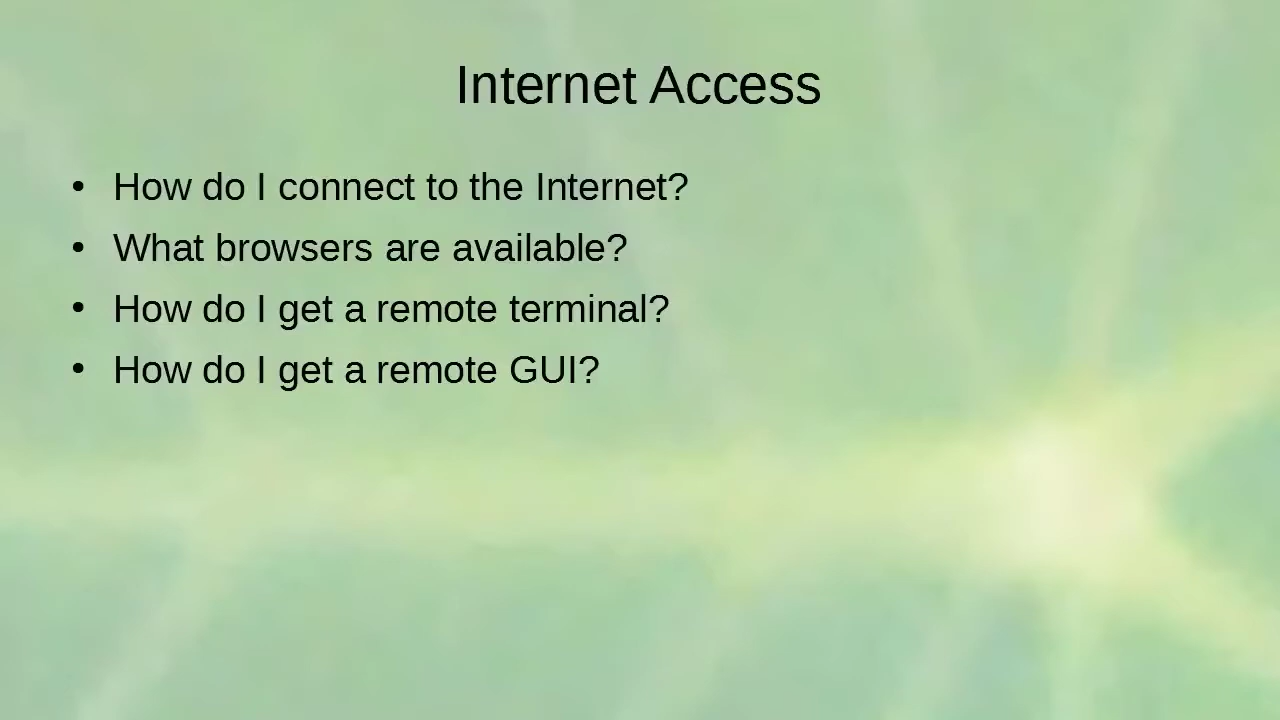 Internet Access
• How do I connect to the Internet?
• What browsers are available?
• How do I get a remote terminal?
• How do I get a remote GUI?